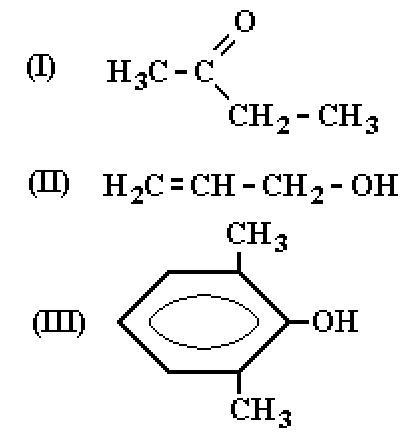 O
(I) H₃C - C
CH₂ - CH₃
(II) H₂C = CH - CH₂ - OH
CH₃
(III) OH
CH₃